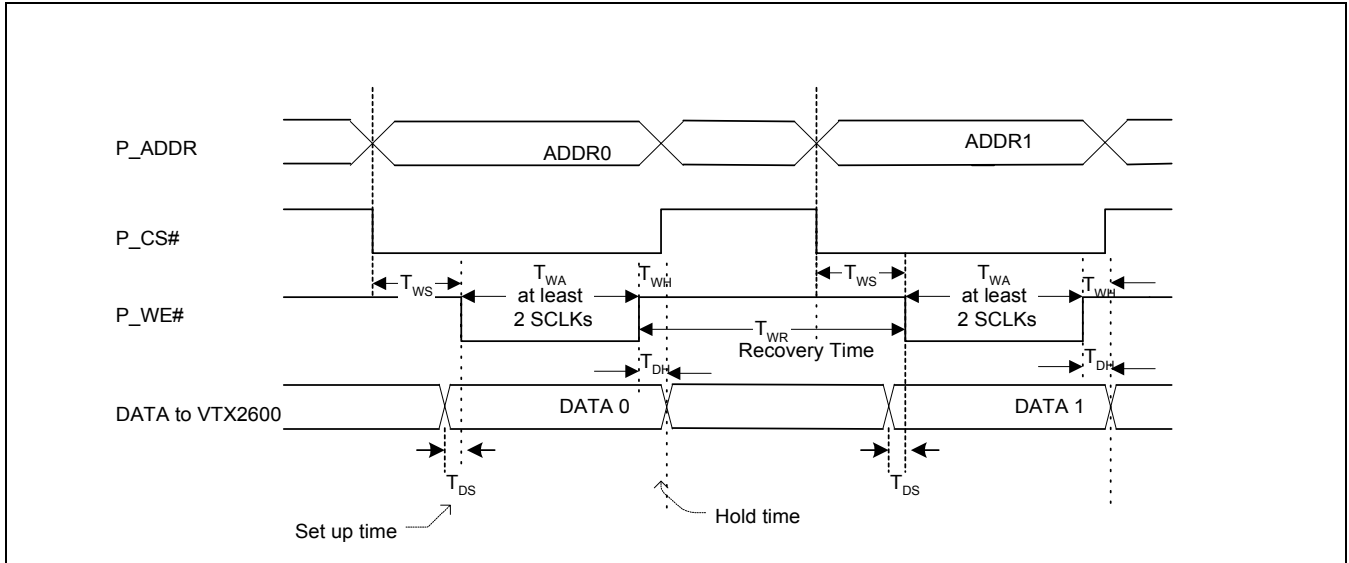 P_ADDR
ADDR0
ADDR1
P_CS#
TWS
TWA
at least
2 SCLKs
TWH
TWS
TWA
at least
2 SCLKs
TWH
P_WE#
TWR
Recovery Time
TDH
TDH
DATA to VTX2600
DATA 0
DATA 1
TDS
TDS
Set up time
Hold time